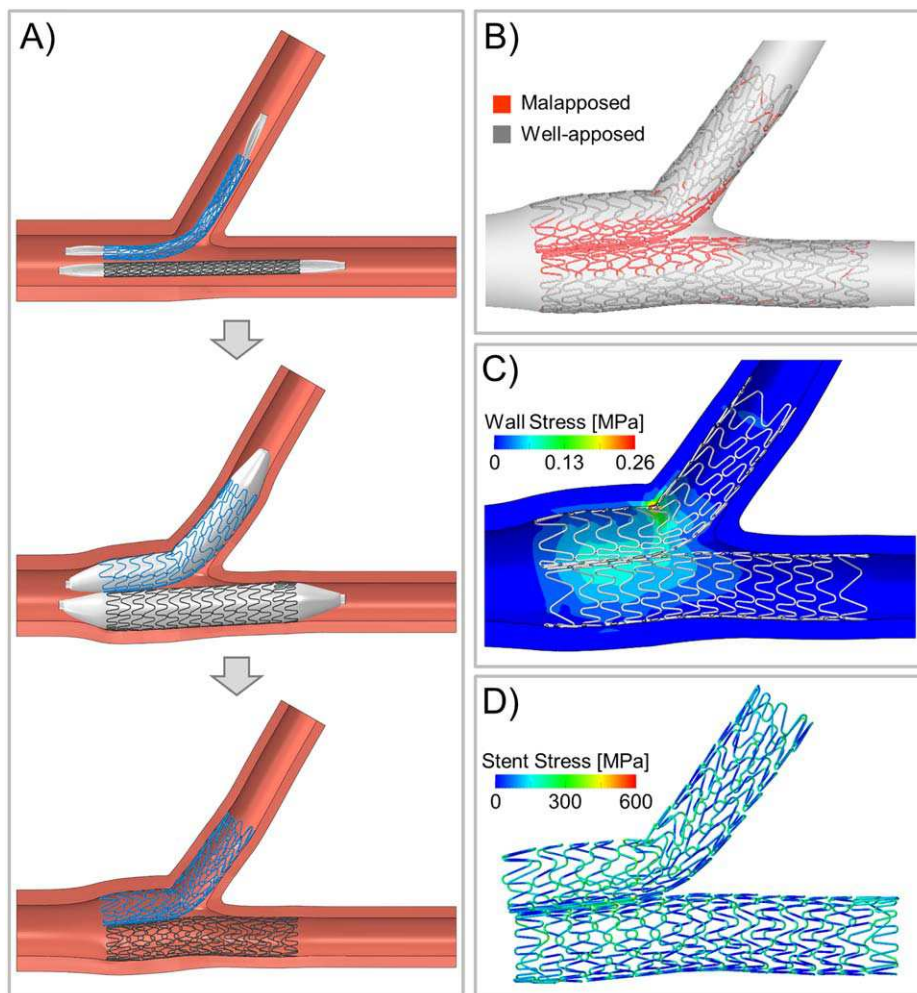 A)
B)
Malapposed
Well-apposed
C)
Wall Stress [MPa]
0 0.13 0.26
D)
Stent Stress [MPa]
0 300 600